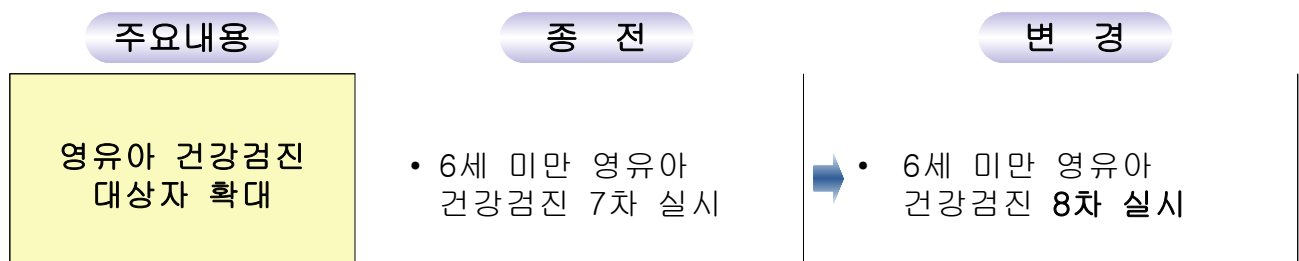 주요내용
종 전
변 경
영유아 건강검진
대상자 확대
• 6세 미만 영유아
건강검진 7차 실시
• 6세 미만 영유아
건강검진 8차 실시